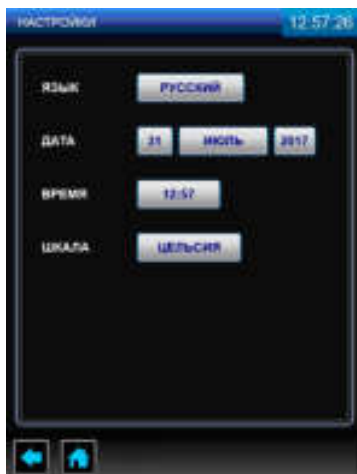 НАСТРОЙКИ 12:57:26
ЯЗЫК РУССКИЙ
ДАТА 21 ИЮЛЬ 2017
ВРЕМЯ 12:57
ШКАЛА ЦЕЛЬСИЯ